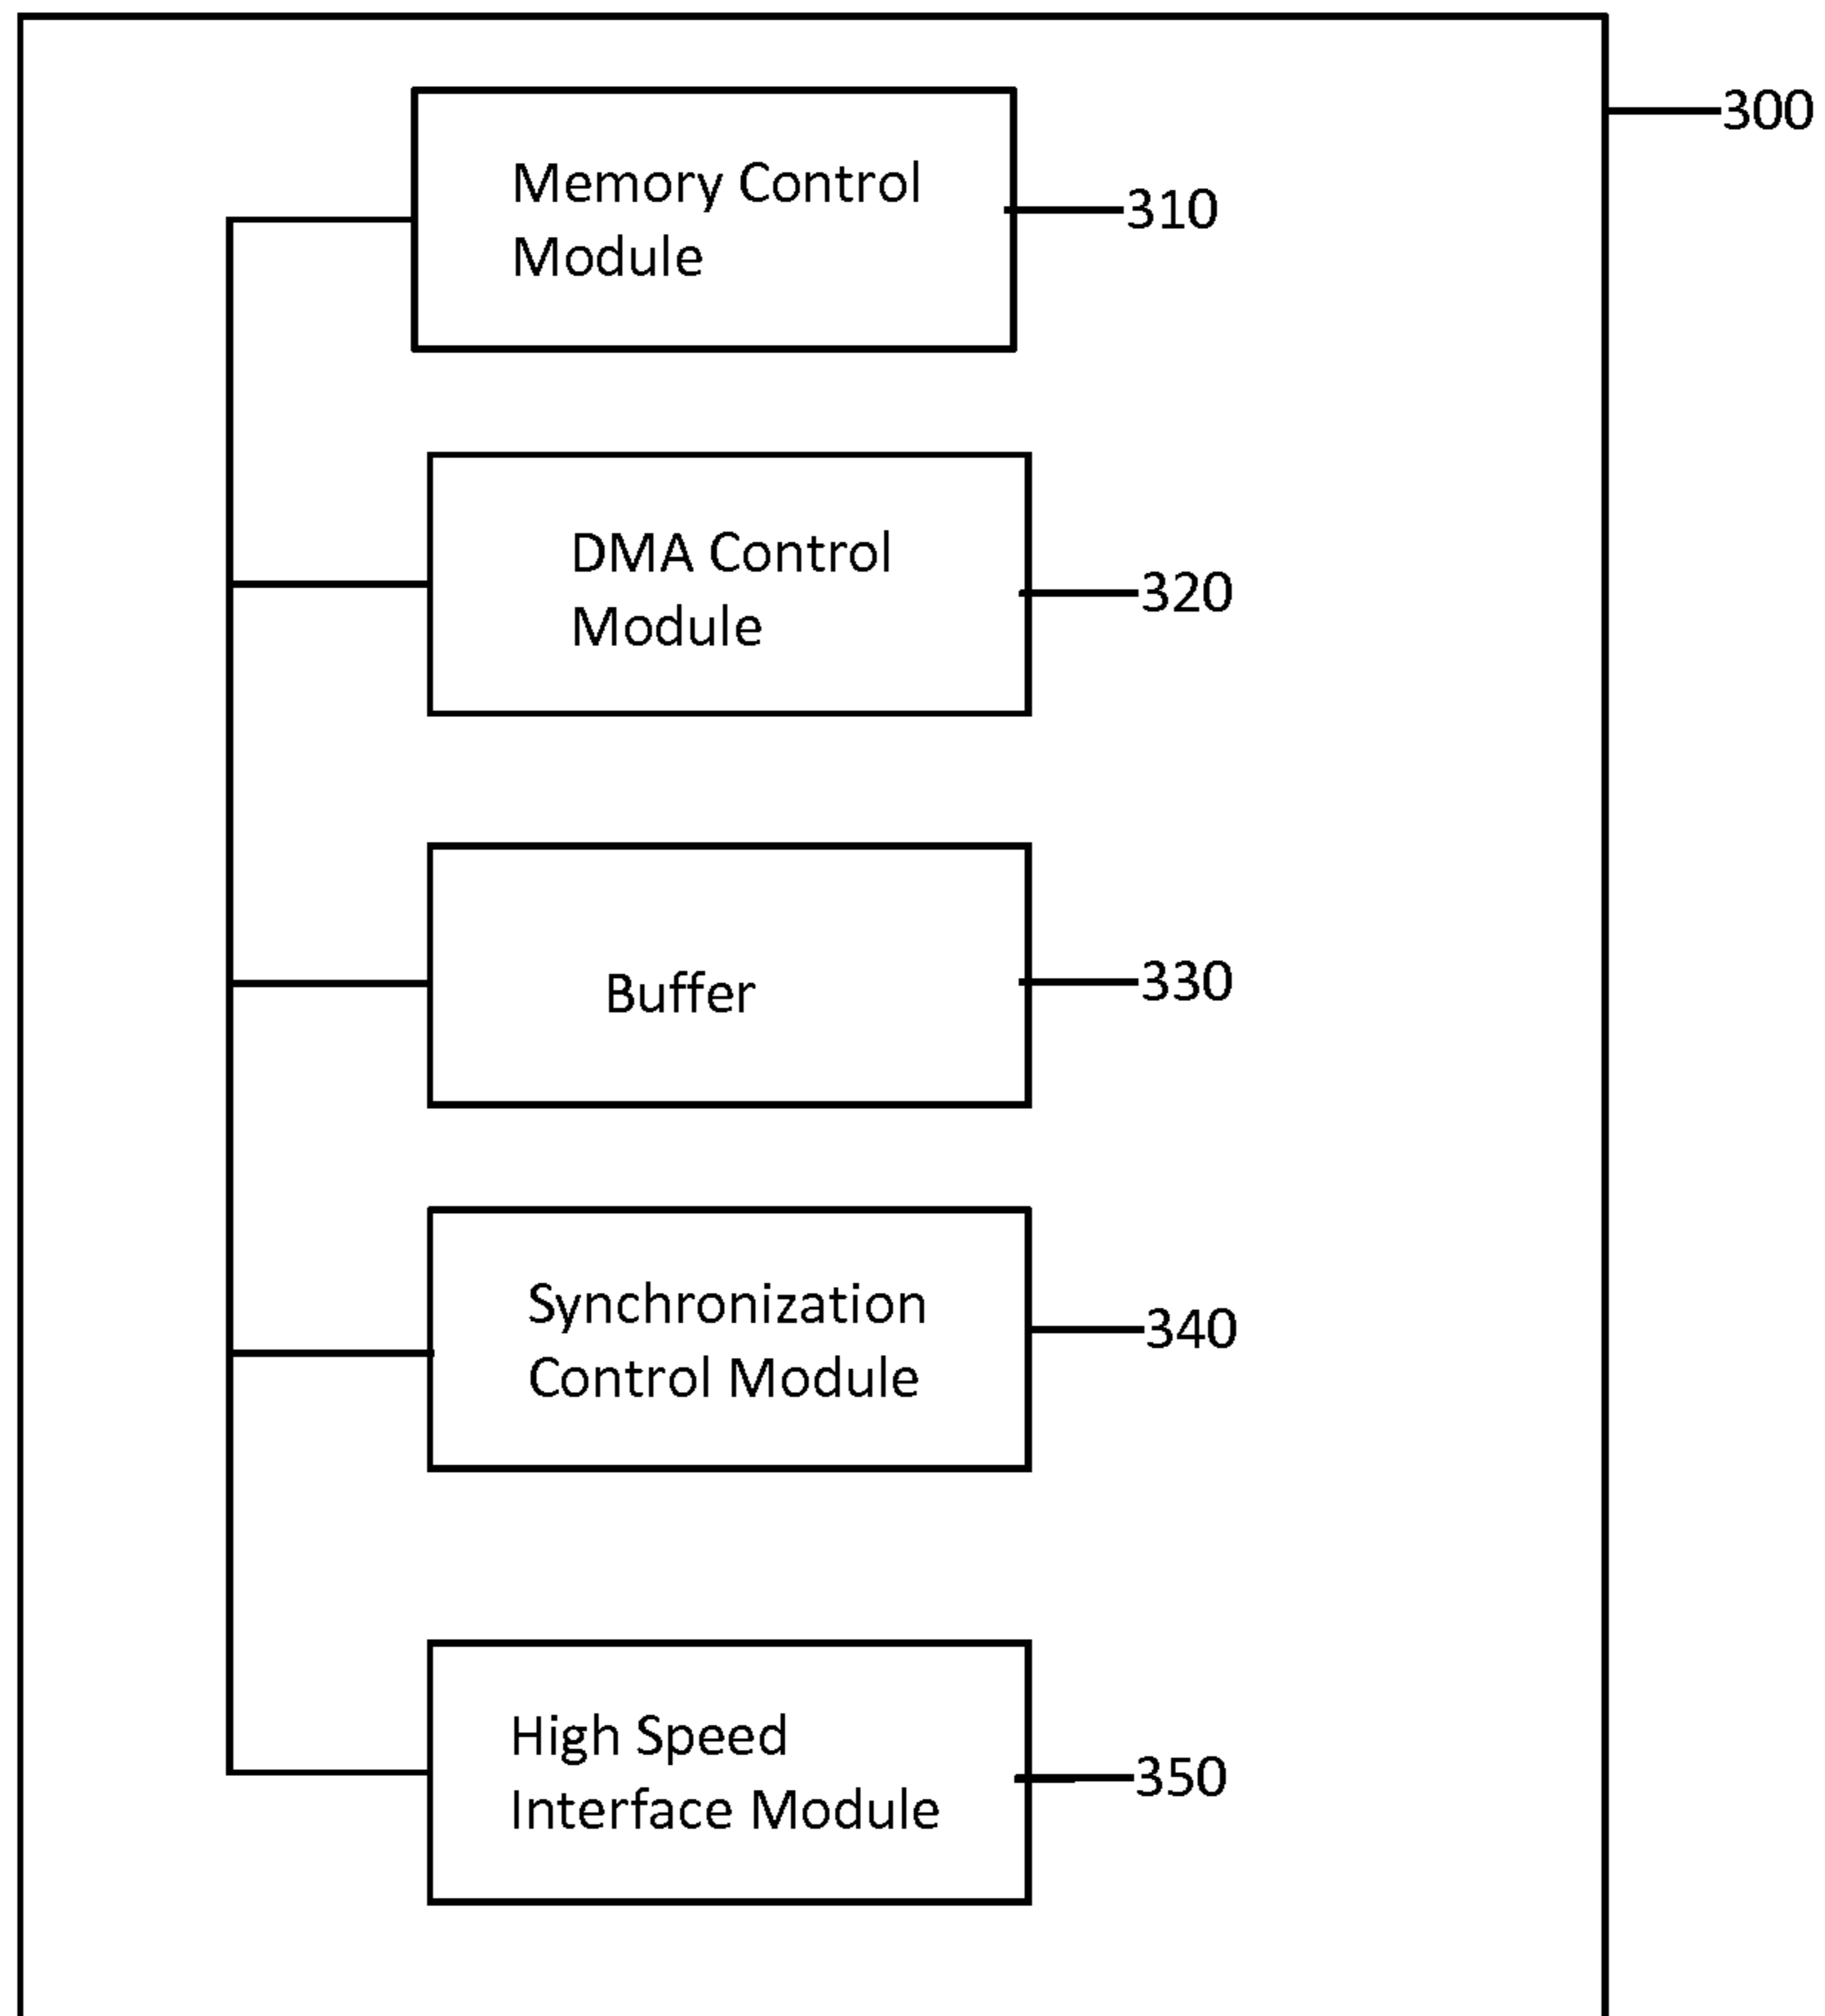 300
Memory Control
Module
310
DMA Control
Module
320
Buffer
330
Synchronization
Control Module
340
High Speed
Interface Module
350